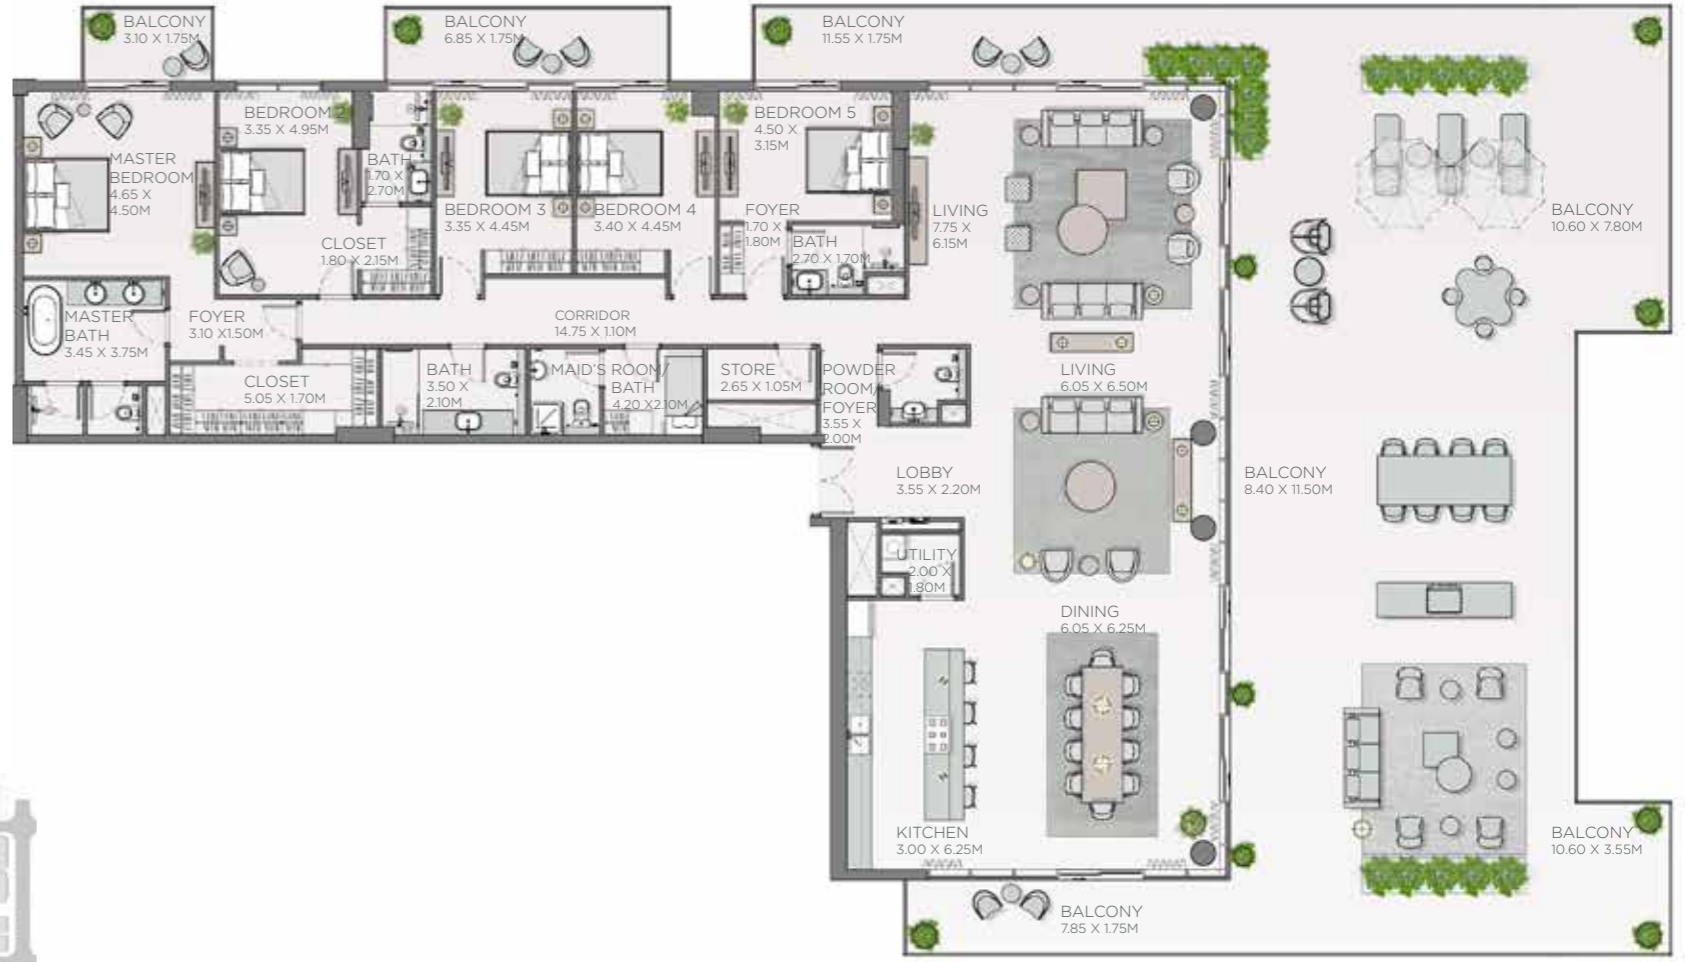 BALCONY
3.10 X 1.75M
BALCONY
6.85 X 1.75M
BALCONY
11.55 X 1.75M
MASTER
BEDROOM
4.65 X
4.50M
BEDROOM 2
3.35 X 4.95M
BATH
1.70 X
2.70M
CLOSET
1.80 X 2.15M
BEDROOM 3
3.35 X 4.45M
BEDROOM 4
3.40 X 4.45M
BEDROOM 5
4.50 X
3.15M
FOYER
1.70 X
1.80M
BATH
2.70 X 1.70M
LIVING
7.75 X
6.15M
BALCONY
10.60 X 7.80M
MASTER
BATH
3.45 X 3.75M
FOYER
3.10 X1.50M
CORRIDOR
14.75 X 1.10M
CLOSET
5.05 X 1.70M
BATH
3.50 X
2.10M
MAID'S ROOM/
BATH
4.20 X2.10M
STORE
2.65 X 1.05M
POWDER
ROOM/
FOYER
3.55 X
2.00M
LIVING
6.05 X 6.50M
LOBBY
3.55 X 2.20M
BALCONY
8.40 X 11.50M
UTILITY
2.00 X
1.80M
DINING
6.05 X 6.25M
KITCHEN
3.00 X 6.25M
BALCONY
10.60 X 3.55M
BALCONY
7.85 X 1.75M